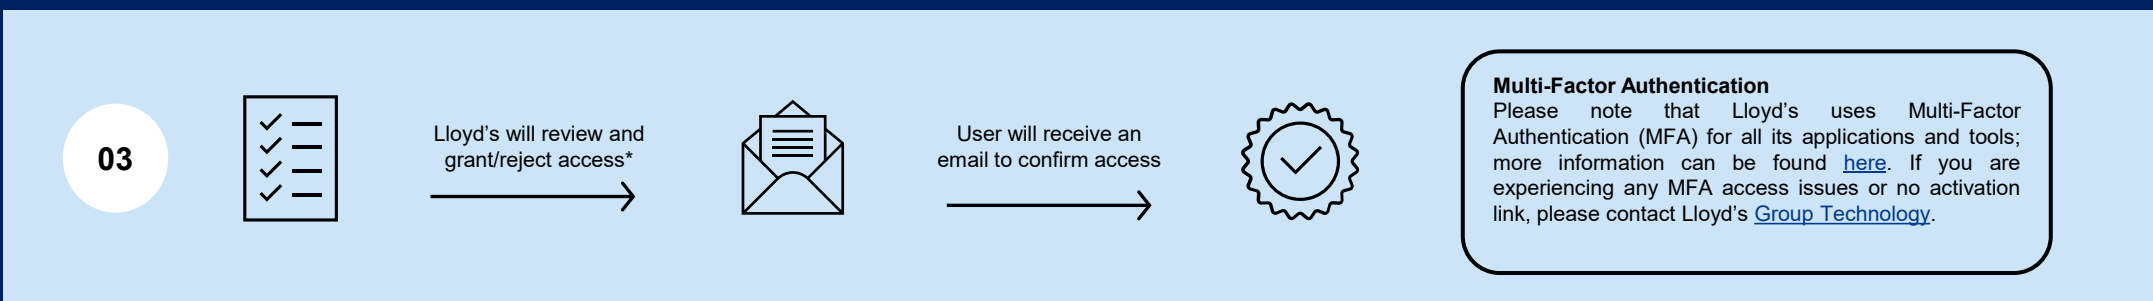 03
Lloyd's will review and
grant/reject access*
User will receive an
email to confirm access
Multi-Factor Authentication
Please note that Lloyd's uses Multi-Factor
Authentication (MFA) for all its applications and tools;
more information can be found here. If you are
experiencing any MFA access issues or no activation
link, please contact Lloyd's Group Technology.